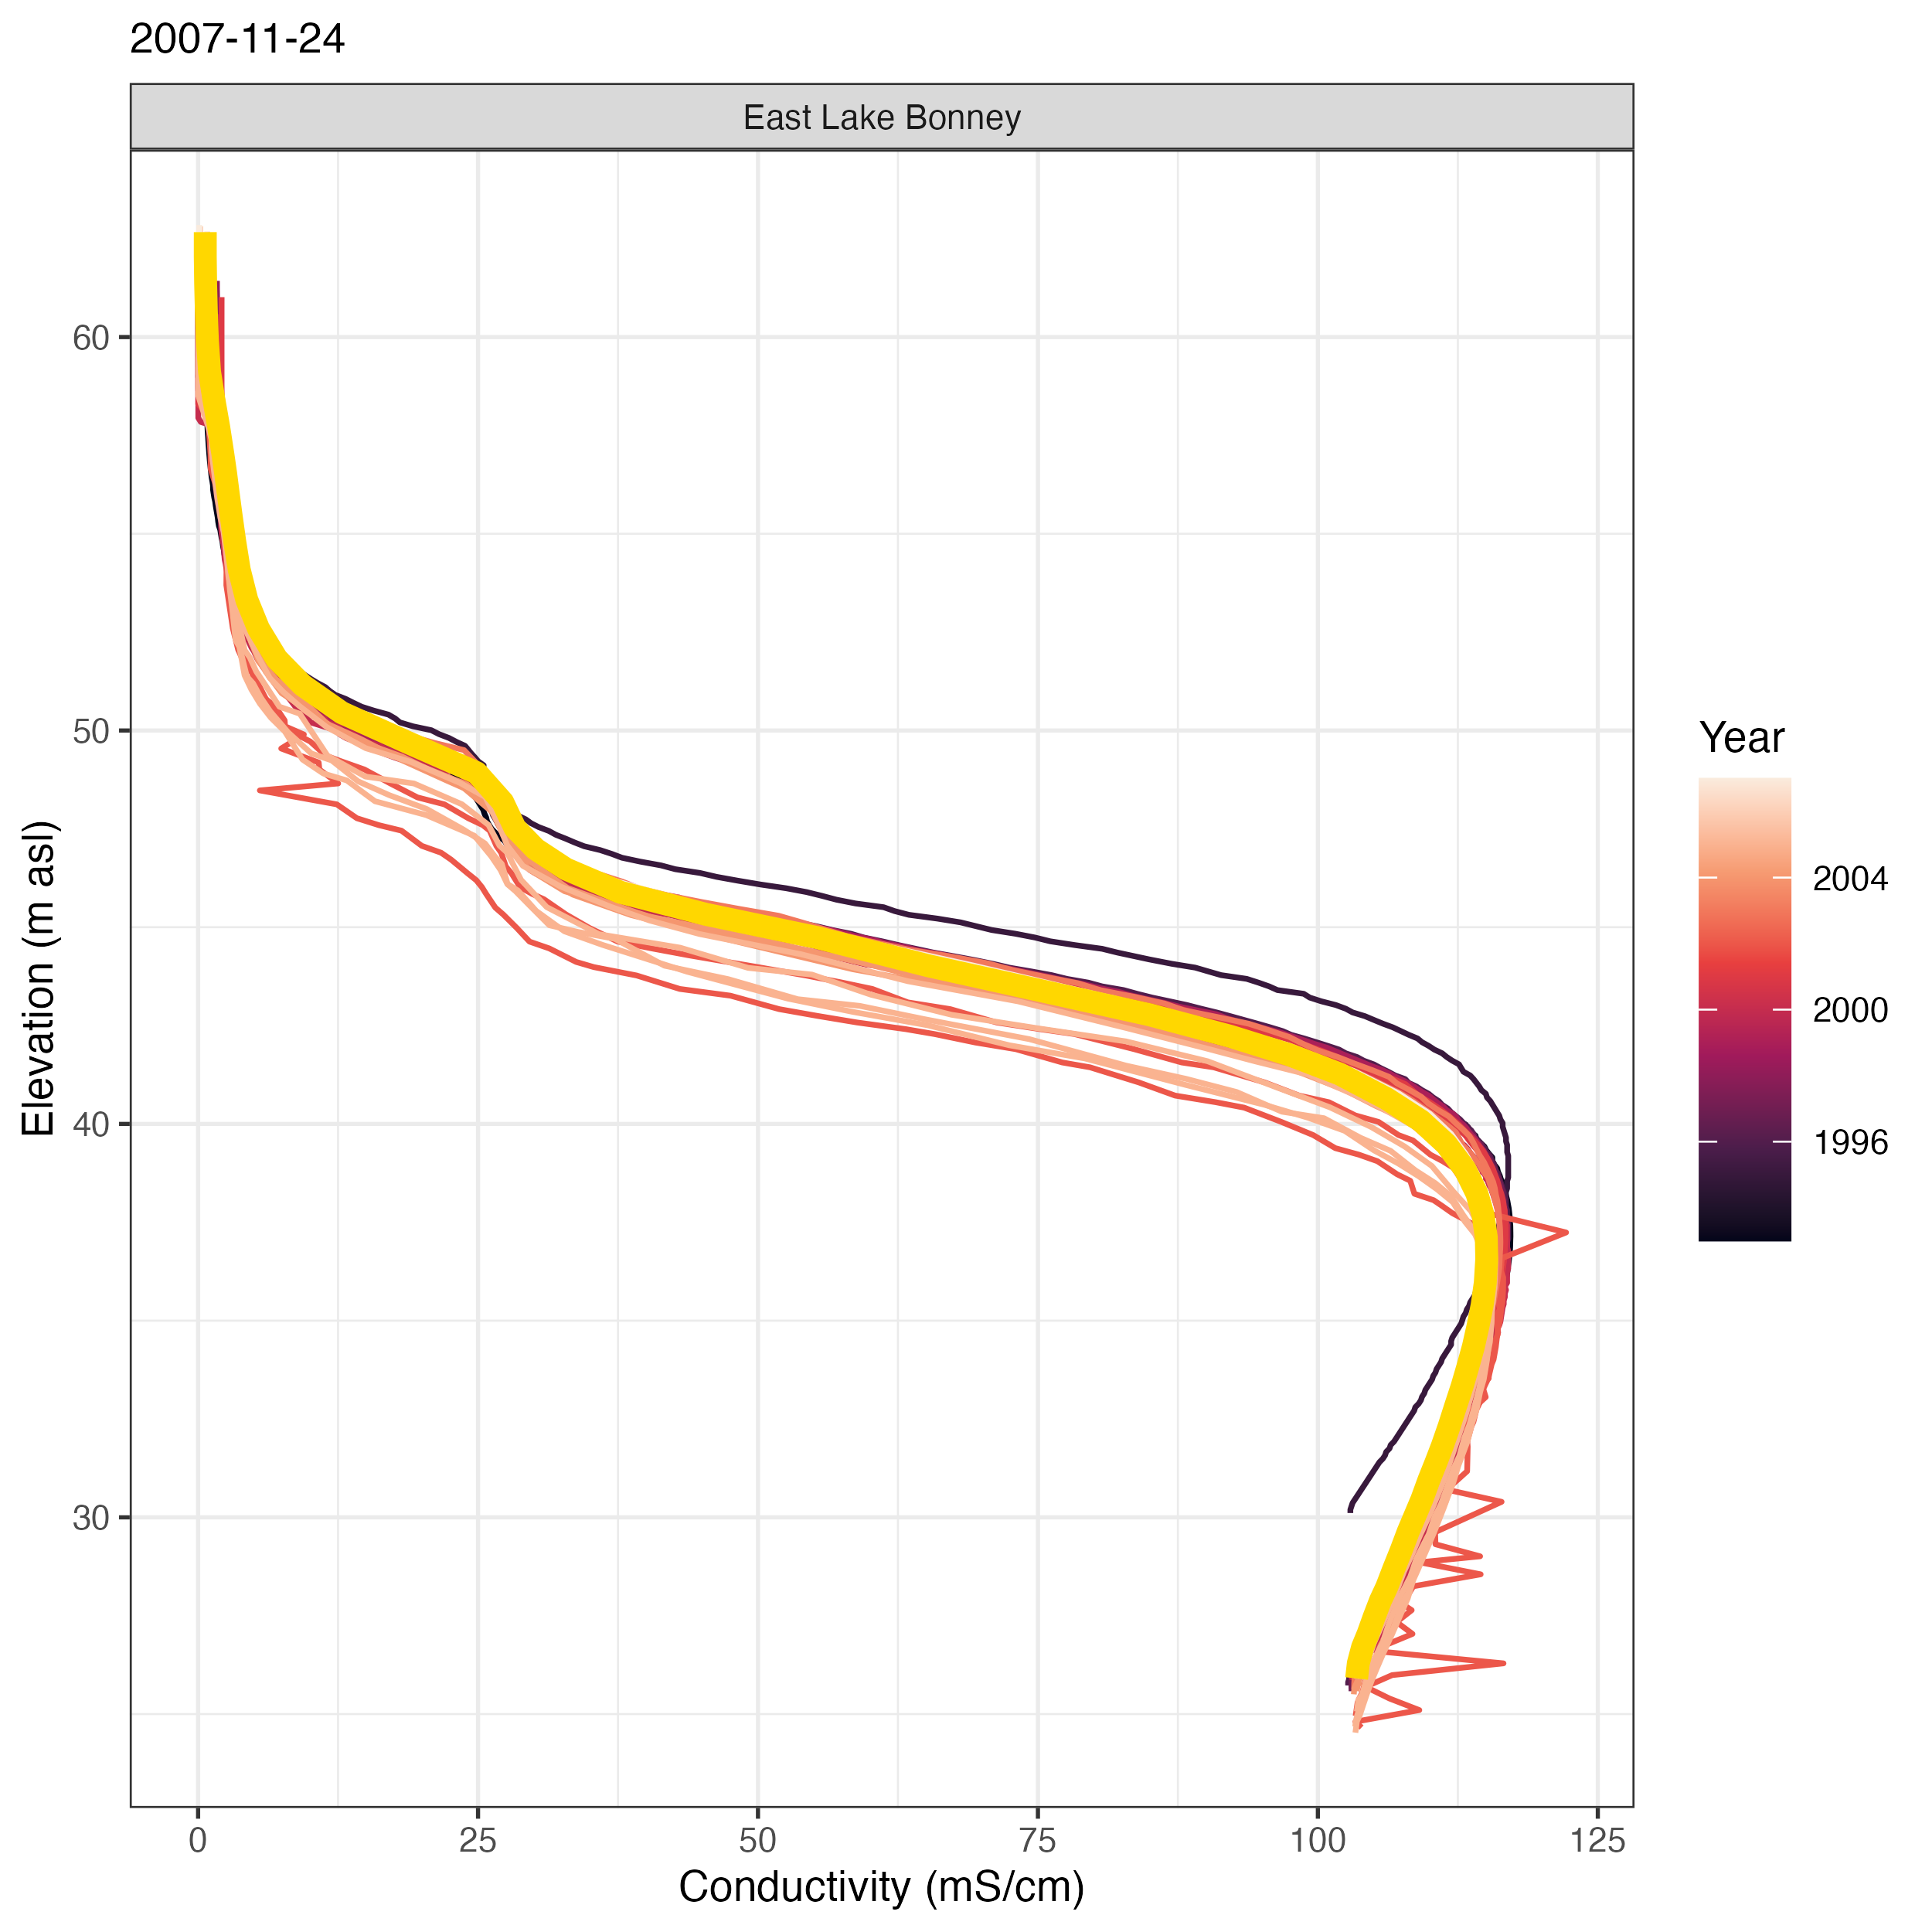 2007-11-24
East Lake Bonney
60
50
40
30
Elevation (m asl)
0 25 50 75 100 125
Conductivity (mS/cm)
Year
2004
2000
1996